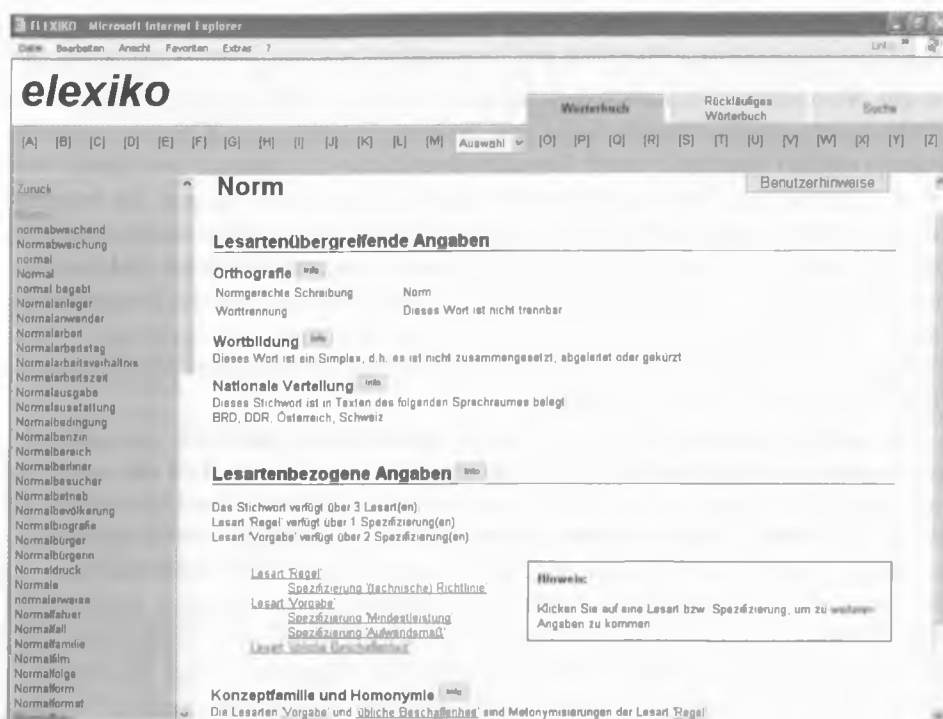 ELEXIKO Microsoft Internet Explorer
Datei Bearbeiten Ansicht Favoriten Extras ?
elexiko
Wörterbuch
Rückläufiges Wörterbuch
Suche
[A] [B] [C] [D] [E] [F] [G] [H] [I] [J] [K] [L] [M] Auswahl [O] [P] [Q] [R] [S] [T] [U] [V] [W] [X] [Y] [Z]
Zurück
normabweichend
Normabweichung
normal
Normal
normal begabt
Normalanleger
Normalanwender
Normalarbeit
Normalarbeitstag
Normalarbeitsverhältnis
Normalarbeitszeit
Normalausgabe
Normalausstattung
Normalbedingung
Normalbenzin
Normalbereich
Normalberliner
Normalbesucher
Normalbetrieb
Normalbevölkerung
Normalbiografie
Normalbürger
Normalbürgerin
Normaldruck
Normale
normalerweise
Normalfahrer
Normalfall
Normalfamilie
Normalfilm
Normalfolge
Normalform
Normalformat
Norm
Benutzerhinweise
Lesartenübergreifende Angaben
Orthografie Info
Normgerechte Schreibung Norm
Worttrennung Dieses Wort ist nicht trennbar
Wortbildung Info
Dieses Wort ist ein Simplex, d.h. es ist nicht zusammengesetzt, abgeleitet oder gekürzt
Nationale Verteilung Info
Dieses Stichwort ist in Texten des folgenden Sprachraumes belegt
BRD, DDR, Österreich, Schweiz
Lesartenbezogene Angaben Info
Das Stichwort verfügt über 3 Lesart(en)
Lesart 'Regel' verfügt über 1 Spezifizierung(en)
Lesart 'Vorgabe' verfügt über 2 Spezifizierung(en)
Lesart 'Regel'
Spezifizierung '(technische) Richtlinie'
Lesart 'Vorgabe'
Spezifizierung 'Mindestleistung'
Spezifizierung 'Aufwandsmaß'
Lesart 'übliche Beschaffenheit'
Hinweis:
Klicken Sie auf eine Lesart bzw. Spezifizierung, um zu weiteren
Angaben zu kommen
Konzeptfamilie und Homonymie Info
Die Lesarten 'Vorgabe' und 'übliche Beschaffenheit' sind Metonymisierungen der Lesart 'Regel'